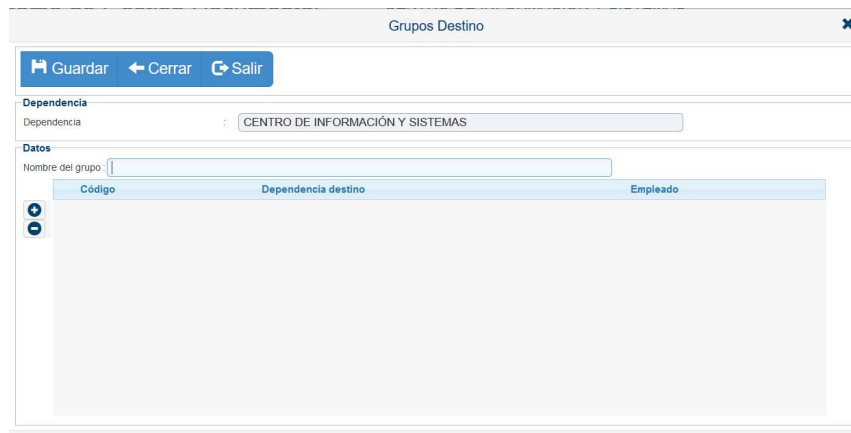 Grupos Destino
Guardar Cerrar Salir
Dependencia
Dependencia : CENTRO DE INFORMACIÓN Y SISTEMAS
Datos
Nombre del grupo :
Código Dependencia destino Empleado